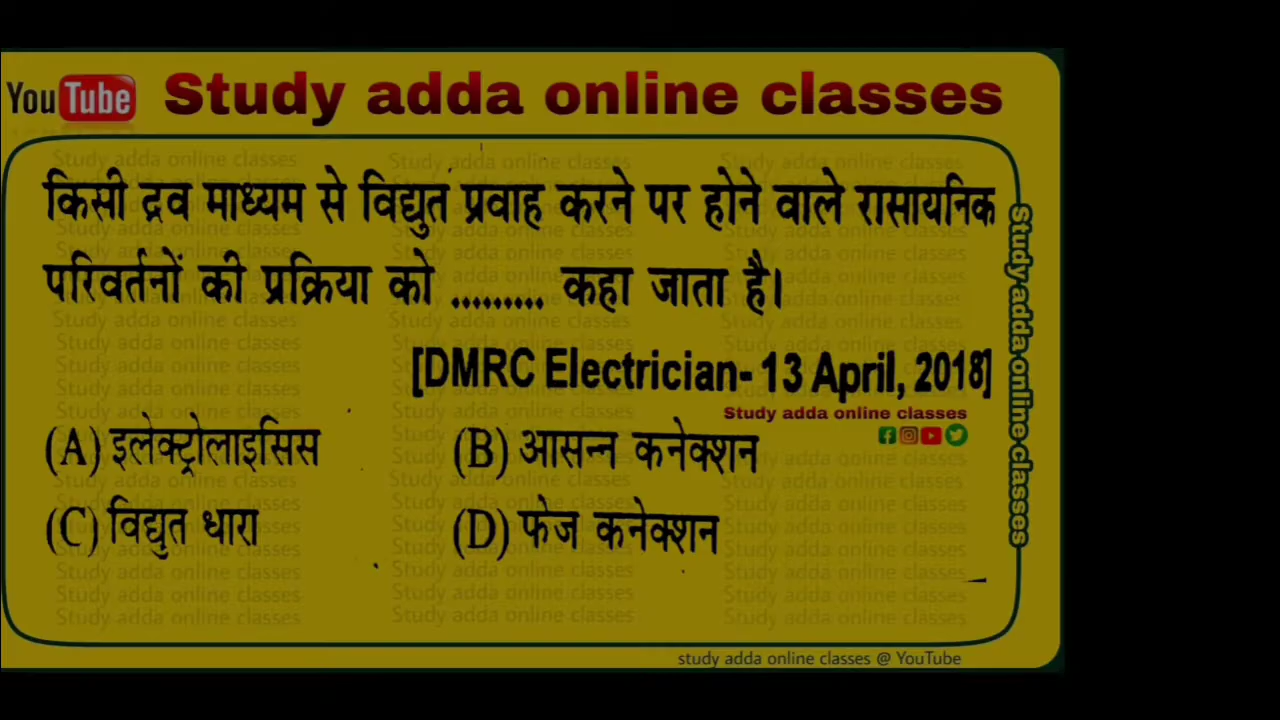 YouTube Study adda online classes
किसी द्रव माध्यम से विद्युत प्रवाह करने पर होने वाले रासायनिक
परिवर्तनों की प्रक्रिया को ......... कहा जाता है।
[DMRC Electrician- 13 April, 2018]
Study adda online classes
(A) इलेक्ट्रोलाइसिस (B) आसन्न कनेक्शन
(C) विद्युत धारा (D) फेज कनेक्शन
Study adda online classes
study adda online classes @ YouTube